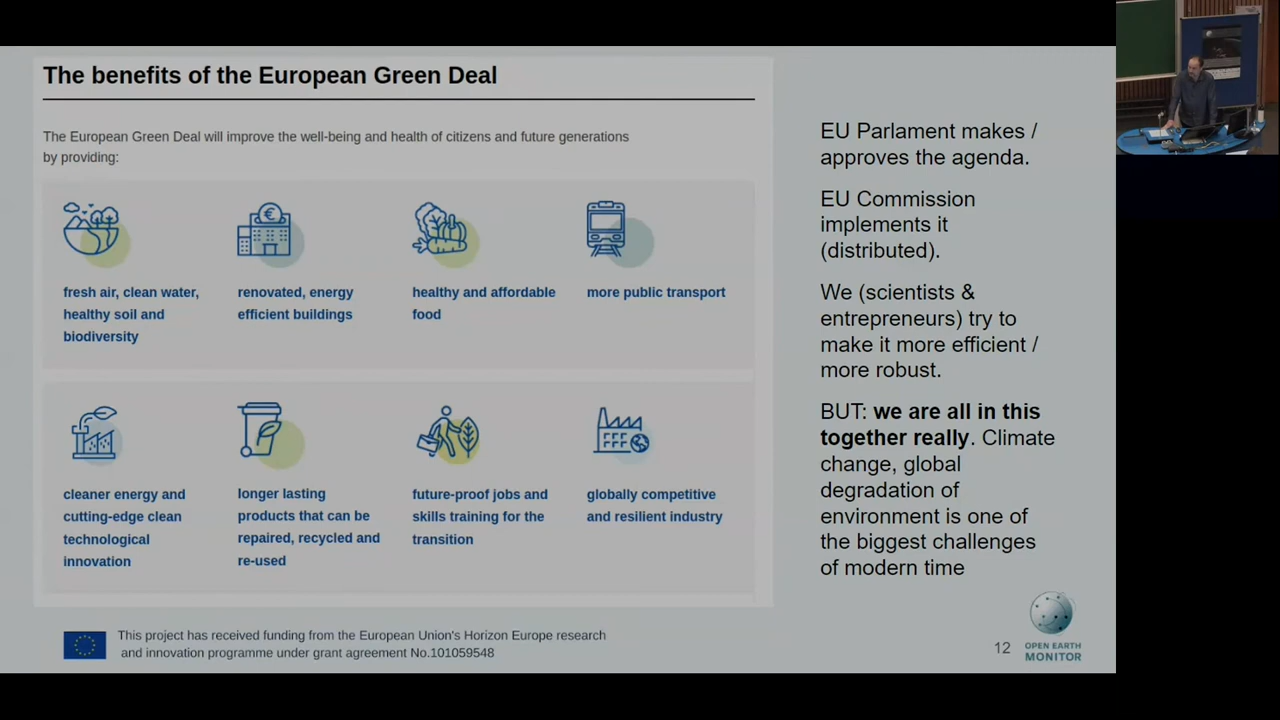 The benefits of the European Green Deal
The European Green Deal will improve the well-being and health of citizens and future generations
by providing:
fresh air, clean water,
healthy soil and
biodiversity
renovated, energy
efficient buildings
healthy and affordable
food
more public transport
cleaner energy and
cutting-edge clean
technological
innovation
longer lasting
products that can be
repaired, recycled and
re-used
future-proof jobs and
skills training for the
transition
globally competitive
and resilient industry
EU Parlament makes /
approves the agenda.
EU Commission
implements it
(distributed).
We (scientists &
entrepreneurs) try to
make it more efficient /
more robust.
BUT: we are all in this
together really. Climate
change, global
degradation of
environment is one of
the biggest challenges
of modern time
This project has received funding from the European Union's Horizon Europe research
and innovation programme under grant agreement No.101059548
12
OPEN EARTH
MONITOR